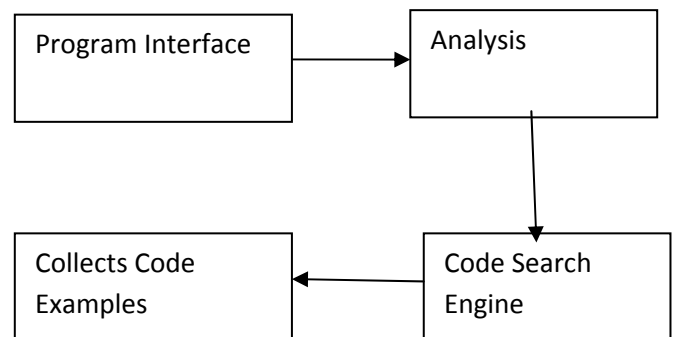 Program Interface
Analysis
Collects Code
Examples
Code Search
Engine